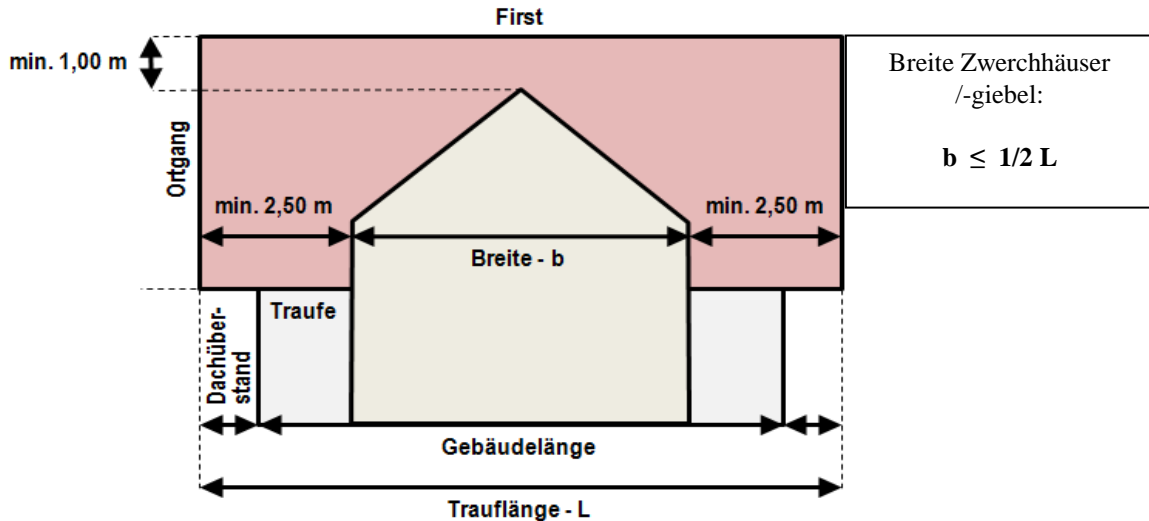 First
min. 1,00 m
Breite Zwerchhäuser
/-giebel:
b ≤ 1/2 L
Ortgang
min. 2,50 m
min. 2,50 m
Breite - b
Traufe
Dachüber-
stand
Gebäudelänge
Trauflänge - L